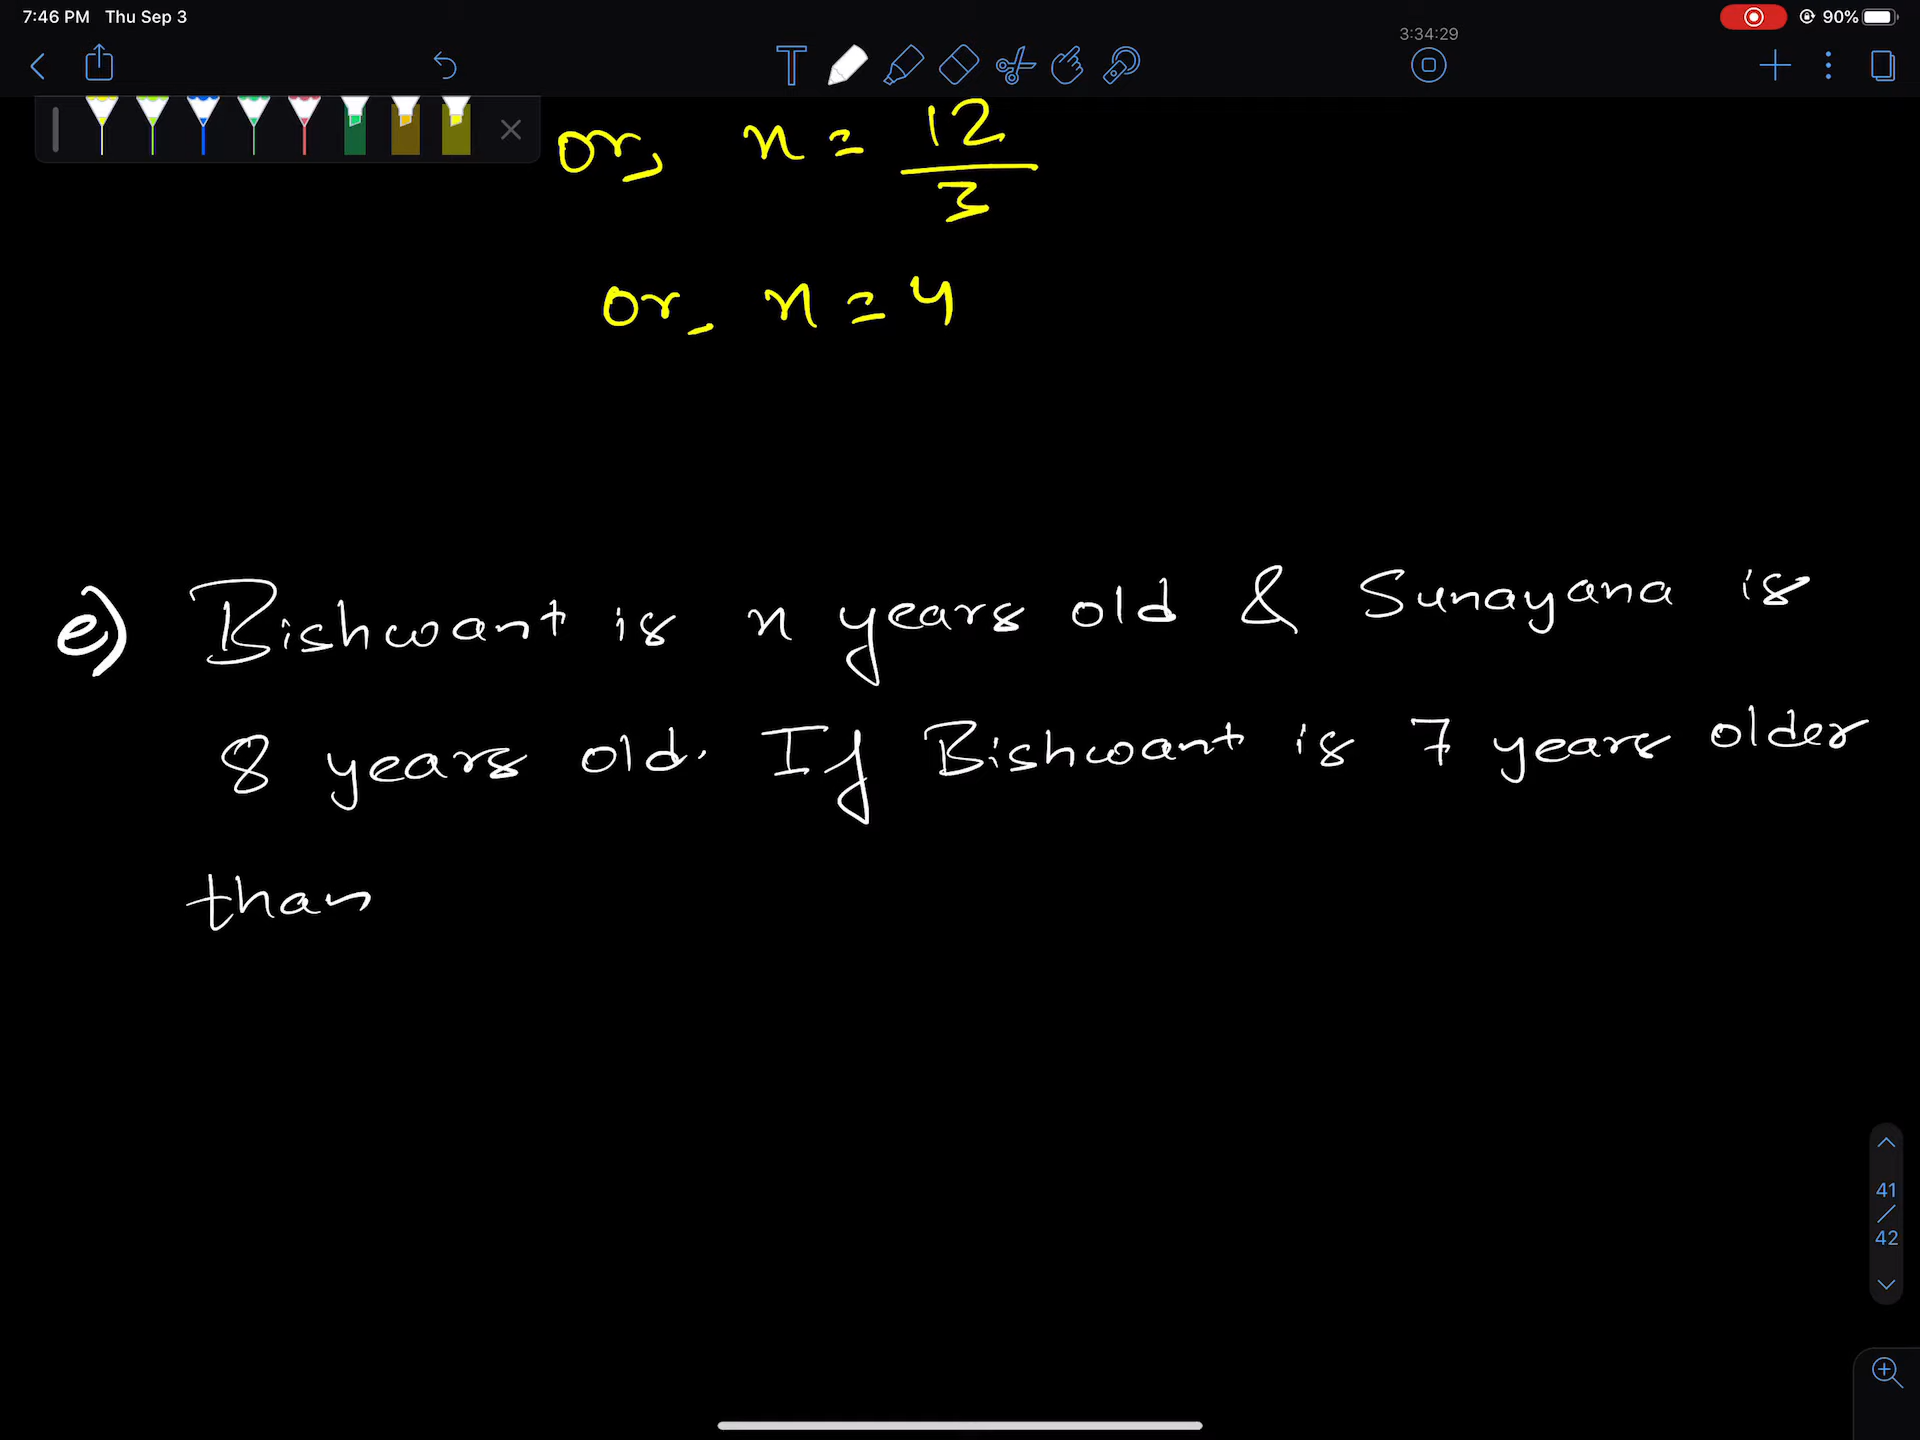 7:46 PM Thu Sep 3
90%
3:34:29
T
or, x = 12/3
or, x = 4
e) Bishwant is x years old & Sunayana is
8 years old. If Bishwant is 7 years older
than
41
/
42